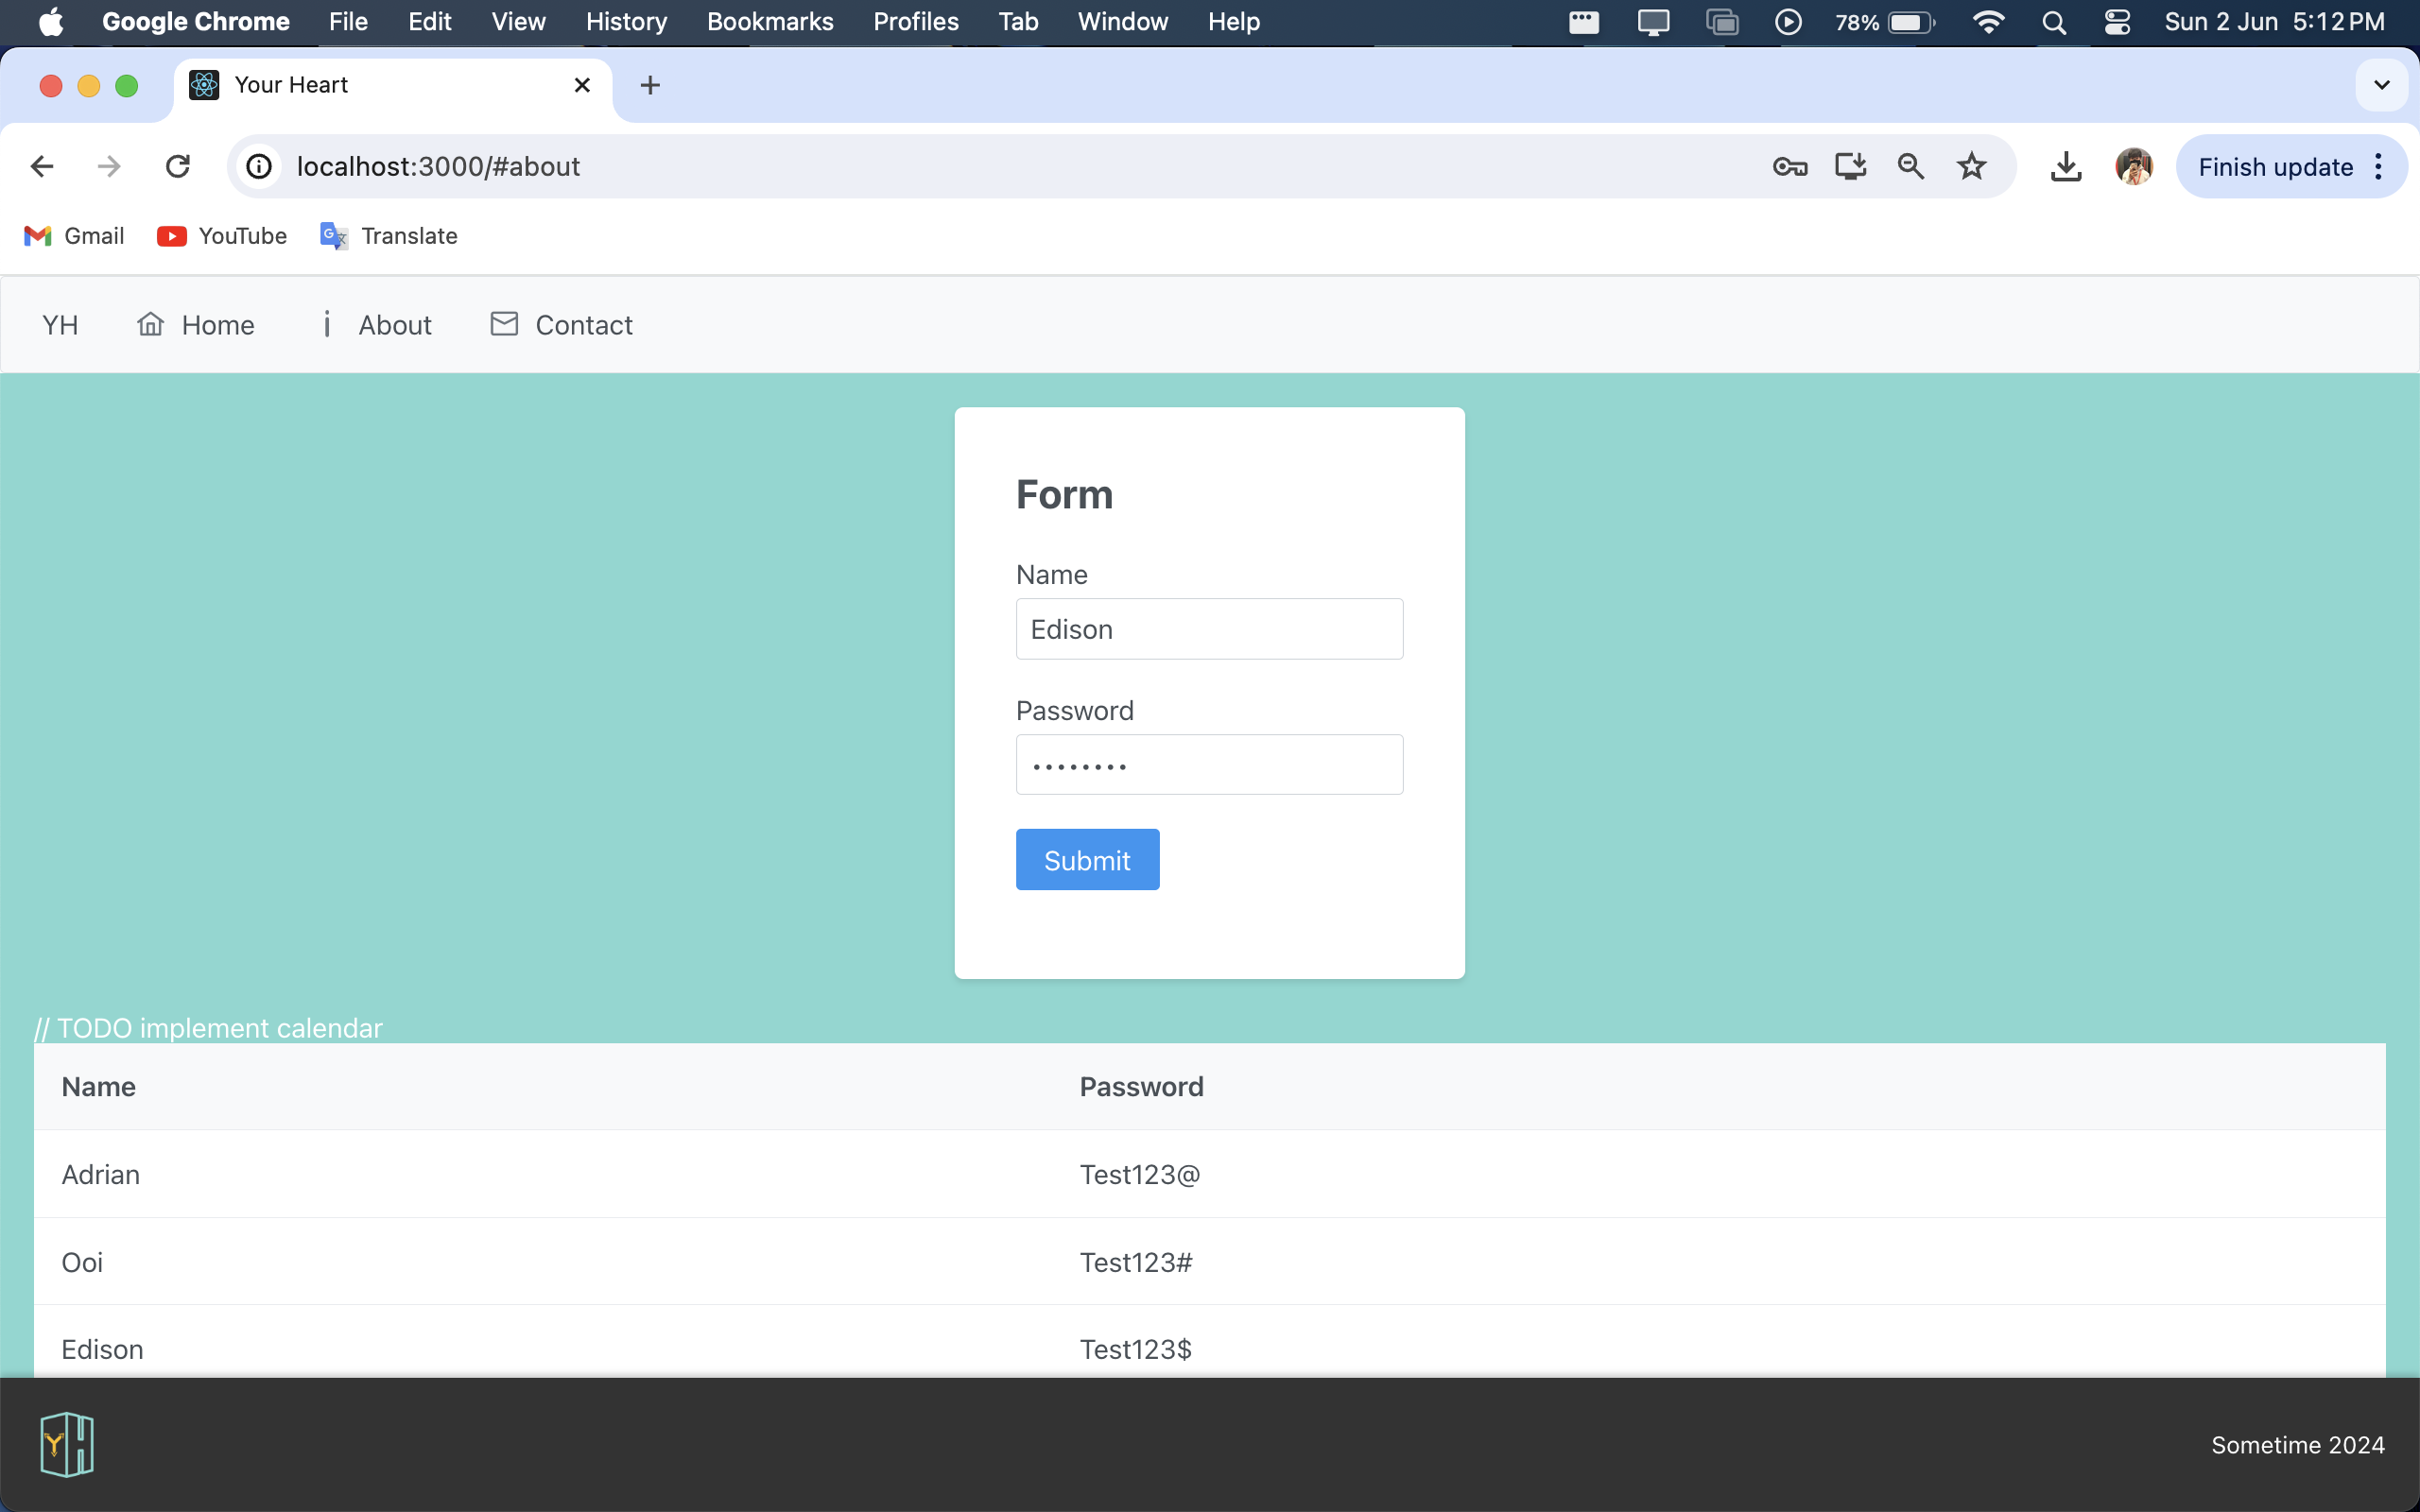 Google Chrome File Edit View History Bookmarks Profiles Tab Window Help 78% Sun 2 Jun 5:12 PM
Your Heart
localhost:3000/#about Finish update
Gmail YouTube Translate
YH Home About Contact
Form
Name
Edison
Password
••••••••
Submit
// TODO implement calendar
Name Password
Adrian Test123@
Ooi Test123#
Edison Test123$
YH Sometime 2024